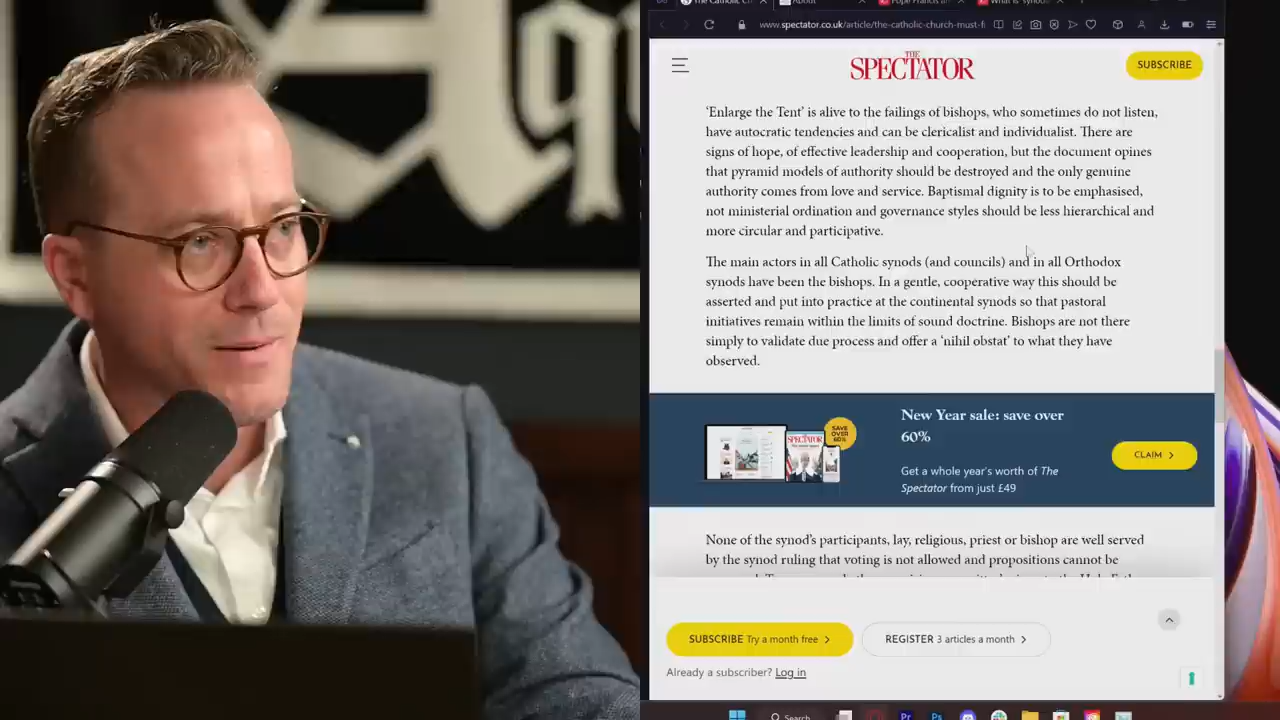 Aq
www.spectator.co.uk/article/the-catholic-church-must-f
THE
SPECTATOR
SUBSCRIBE
‘Enlarge the Tent’ is alive to the failings of bishops, who sometimes do not listen,
have autocratic tendencies and can be clericalist and individualist. There are
signs of hope, of effective leadership and cooperation, but the document opines
that pyramid models of authority should be destroyed and the only genuine
authority comes from love and service. Baptismal dignity is to be emphasised,
not ministerial ordination and governance styles should be less hierarchical and
more circular and participative.
The main actors in all Catholic synods (and councils) and in all Orthodox
synods have been the bishops. In a gentle, cooperative way this should be
asserted and put into practice at the continental synods so that pastoral
initiatives remain within the limits of sound doctrine. Bishops are not there
simply to validate due process and offer a ‘nihil obstat’ to what they have
observed.
New Year sale: save over
60%
SAVE
OVER
60%
CLAIM
Get a whole year’s worth of The
Spectator from just £49
None of the synod’s participants, lay, religious, priest or bishop are well served
by the synod ruling that voting is not allowed and propositions cannot be
SUBSCRIBE Try a month free
REGISTER 3 articles a month
Already a subscriber? Log in
Search